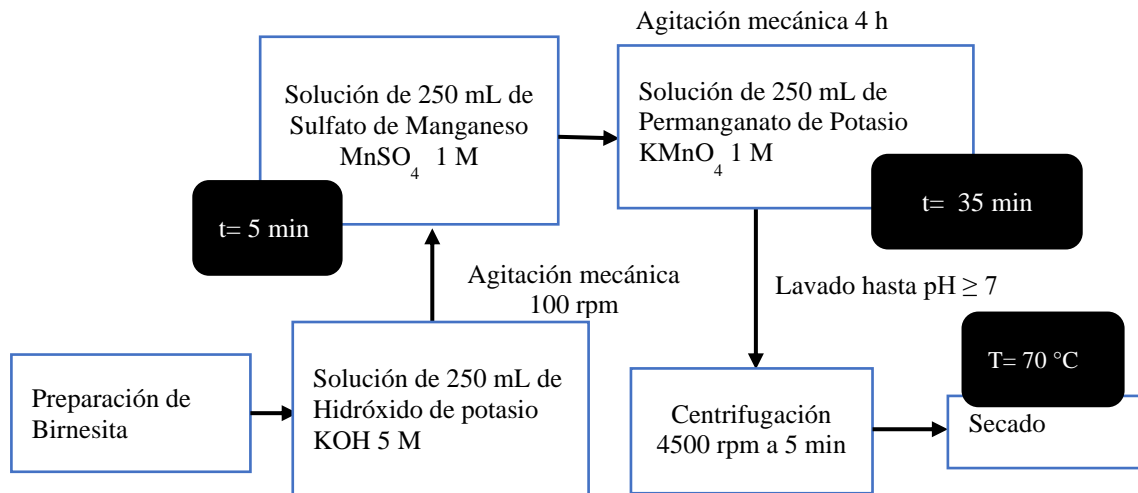 Agitación mecánica 4 h
Solución de 250 mL de
Sulfato de Manganeso
MnSO₄ 1 M
t= 5 min
Solución de 250 mL de
Permanganato de Potasio
KMnO₄ 1 M
t= 35 min
Agitación mecánica
100 rpm
Lavado hasta pH ≥ 7
Preparación de
Birnesita
Solución de 250 mL de
Hidróxido de potasio
KOH 5 M
Centrifugación
4500 rpm a 5 min
T= 70 °C
Secado